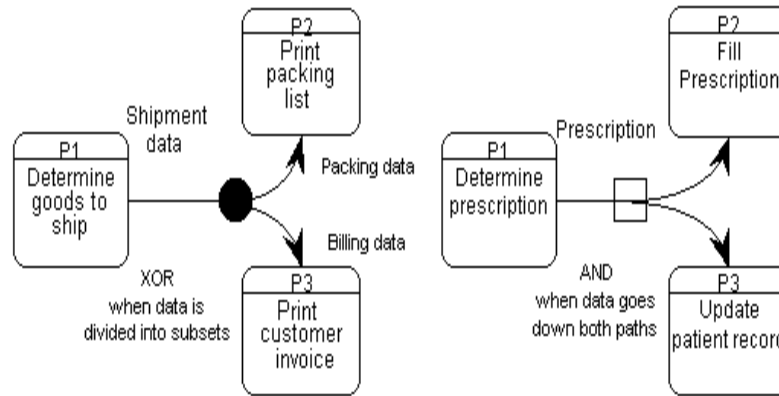 P1
Determine
goods to
ship
Shipment
data
P2
Print
packing
list
Packing data
Billing data
XOR
when data is
divided into subsets
P3
Print
customer
invoice
P1
Determine
prescription
Prescription
P2
Fill
Prescription
AND
when data goes
down both paths
P3
Update
patient record